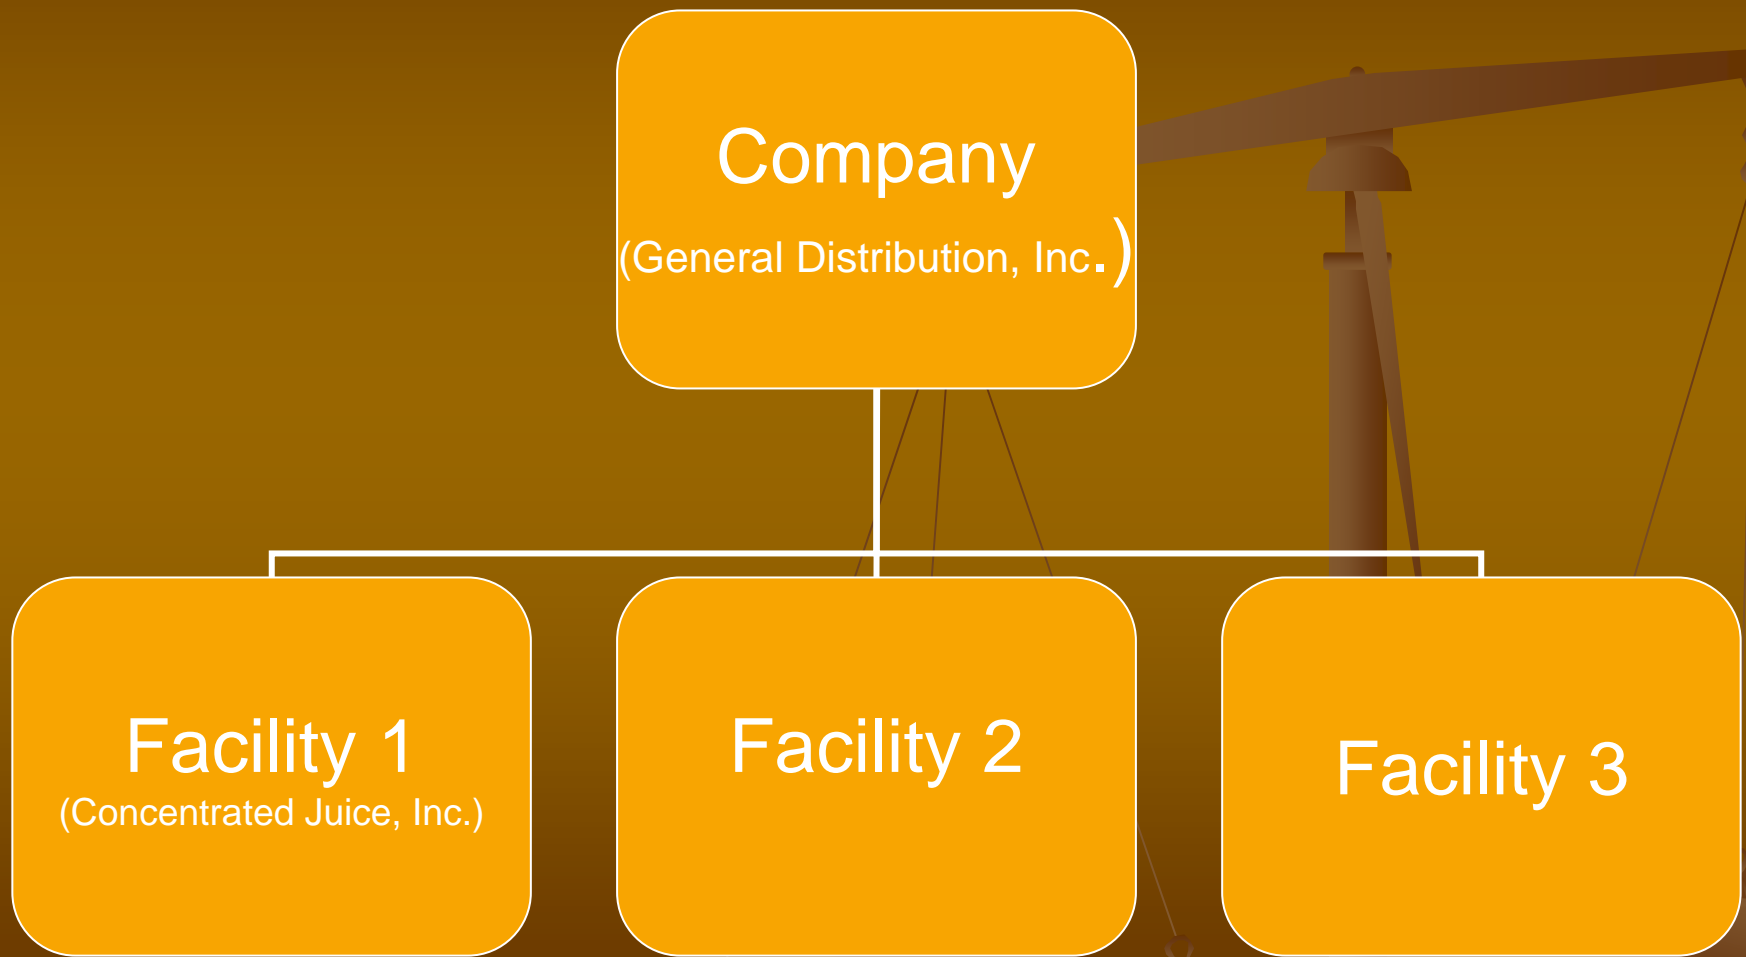 Company
(General Distribution, Inc.)
Facility 1
(Concentrated Juice, Inc.)
Facility 2
Facility 3